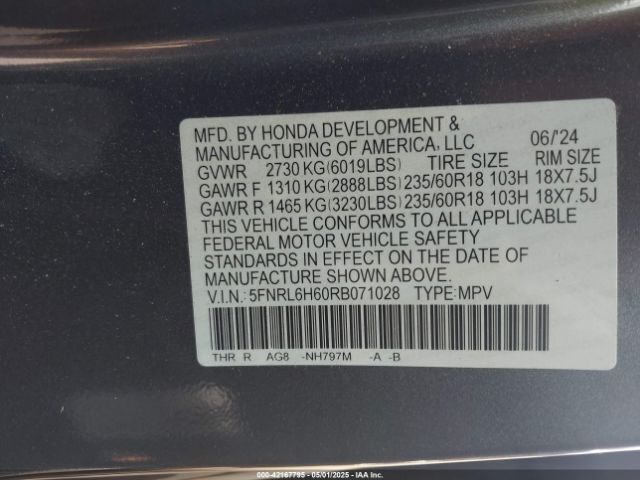 MFD. BY HONDA DEVELOPMENT &
MANUFACTURING OF AMERICA, LLC 06/'24
GVWR 2730 KG(6019LBS) TIRE SIZE RIM SIZE
GAWR F 1310 KG(2888LBS) 235/60R18 103H 18X7.5J
GAWR R 1465 KG(3230LBS) 235/60R18 103H 18X7.5J
THIS VEHICLE CONFORMS TO ALL APPLICABLE
FEDERAL MOTOR VEHICLE SAFETY
STANDARDS IN EFFECT ON THE DATE OF
MANUFACTURE SHOWN ABOVE.
V.I.N.: 5FNRL6H60RB071028 TYPE: MPV
THR R AG8 -NH797M -A -B
000-42167795 - 05/01/2025 - IAA Inc.